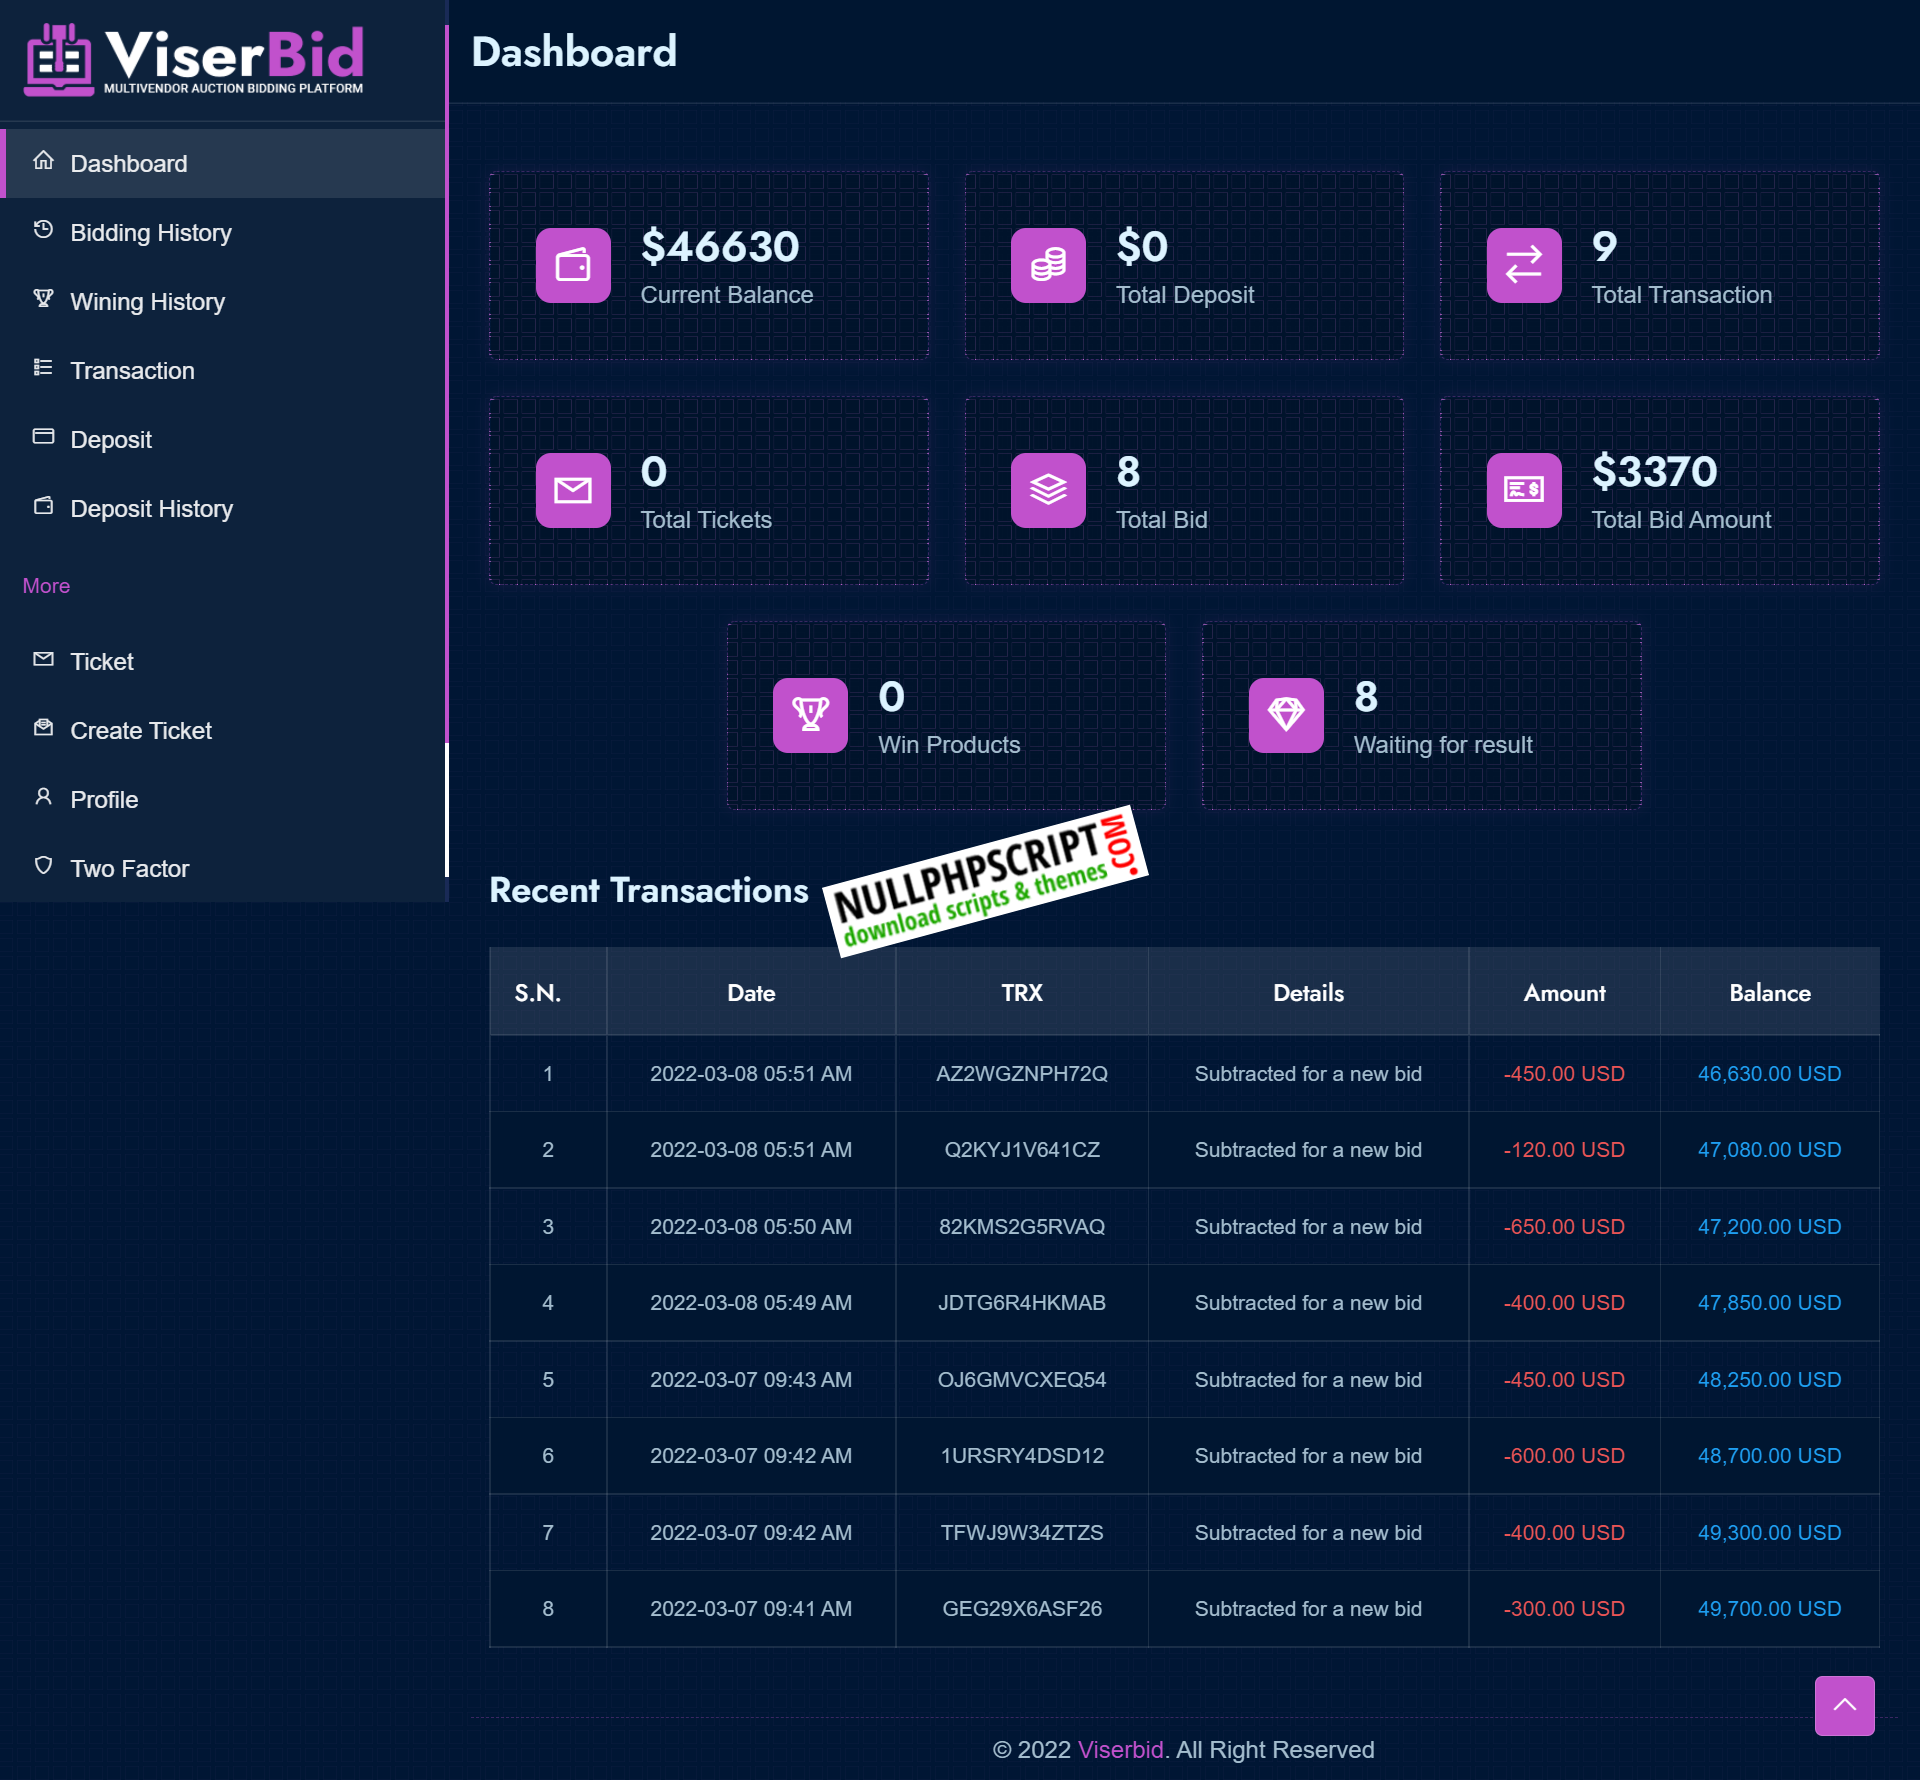 ViserBid
MULTIVENDOR AUCTION BIDDING PLATFORM
Dashboard
Bidding History
Wining History
Transaction
Deposit
Deposit History
More
Ticket
Create Ticket
Profile
Two Factor
Dashboard
$46630
Current Balance
$0
Total Deposit
9
Total Transaction
0
Total Tickets
8
Total Bid
$3370
Total Bid Amount
0
Win Products
8
Waiting for result
Recent Transactions
NULLPHPSCRIPT.COM
download scripts & themes
S.N. Date TRX Details Amount Balance
1 2022-03-08 05:51 AM AZ2WGZNPH72Q Subtracted for a new bid -450.00 USD 46,630.00 USD
2 2022-03-08 05:51 AM Q2KYJ1V641CZ Subtracted for a new bid -120.00 USD 47,080.00 USD
3 2022-03-08 05:50 AM 82KMS2G5RVAQ Subtracted for a new bid -650.00 USD 47,200.00 USD
4 2022-03-08 05:49 AM JDTG6R4HKMAB Subtracted for a new bid -400.00 USD 47,850.00 USD
5 2022-03-07 09:43 AM OJ6GMVCXEQ54 Subtracted for a new bid -450.00 USD 48,250.00 USD
6 2022-03-07 09:42 AM 1URSRY4DSD12 Subtracted for a new bid -600.00 USD 48,700.00 USD
7 2022-03-07 09:42 AM TFWJ9W34ZTZS Subtracted for a new bid -400.00 USD 49,300.00 USD
8 2022-03-07 09:41 AM GEG29X6ASF26 Subtracted for a new bid -300.00 USD 49,700.00 USD
© 2022 Viserbid. All Right Reserved